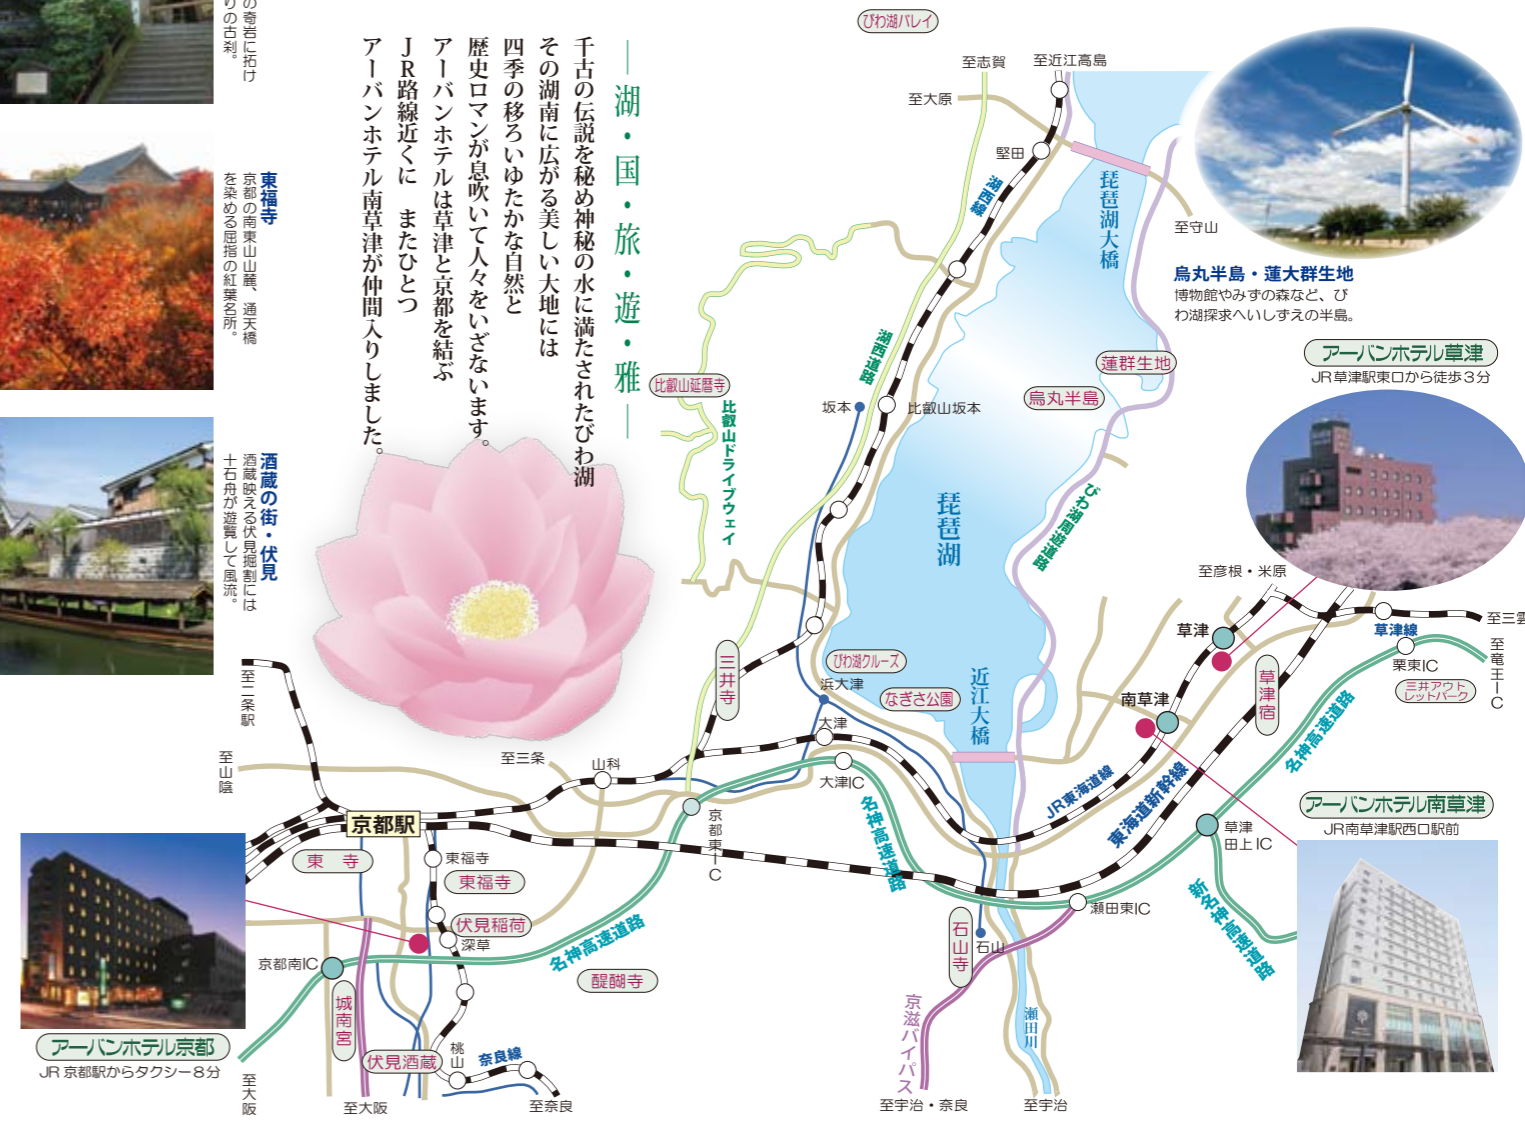 の奇岩に拓け
りの古刹。
東福寺
京都の南東山山麓、通天橋
を染める屈指の紅葉名所。
酒蔵の街・伏見
酒蔵映える伏見掘割には
十石舟が遊覧して風流。
―湖・国・旅・遊・雅―
千古の伝説を秘め神秘の水に満たされたびわ湖
その湖南に広がる美しい大地には
四季の移ろいゆたかな自然と
歴史ロマンが息吹いて人々をいざないます。
アーバンホテルは草津と京都を結ぶ
JR路線近くに　またひとつ
アーバンホテル南草津が仲間入りしました。
びわ湖バレイ
至志賀
至近江高島
至大原
堅田
湖西線
琵琶湖大橋
至守山
烏丸半島・蓮大群生地
博物館やみずの森など、び
わ湖探求へいしずえの半島。
アーバンホテル草津
JR草津駅東口から徒歩3分
湖西道路
蓮群生地
烏丸半島
比叡山延暦寺
比叡山ドライブウェイ
坂本
比叡山坂本
琵琶湖
びわ湖周遊道路
至彦根・米原
草津
草津線
至三雲
栗東IC
至竜王IC
三井アウト
レットパーク
三井寺
びわ湖クルーズ
浜大津
なぎさ公園
近江大橋
南草津
草津宿
名神高速道路
大津
大津IC
至二条駅
至山陰
至三条
山科
京都駅
京都東IC
名神高速道路
JR東海道線
東海道新幹線
アーバンホテル南草津
JR南草津駅西口駅前
草津
田上IC
新名神高速道路
東 寺
東福寺
東福寺
伏見稲荷
深草
名神高速道路
醍醐寺
石山寺
石山
瀬田東IC
京都南IC
城南宮
アーバンホテル京都
JR京都駅からタクシー8分
伏見酒蔵
桃山
奈良線
京滋バイパス
瀬田川
至大阪
至大阪
至奈良
至宇治・奈良
至宇治